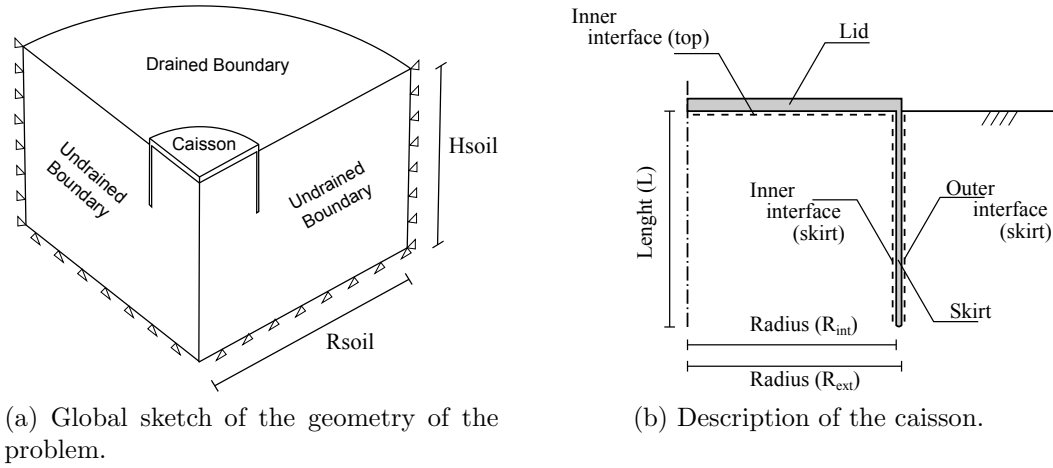 Drained Boundary
Caisson
Undrained
Boundary
Undrained
Boundary
Hsoil
Rsoil
(a) Global sketch of the geometry of the
problem.
Inner
interface (top)
Lid
Lenght (L)
Inner
interface
(skirt)
Outer
interface
(skirt)
Skirt
Radius (Rint)
Radius (Rext)
(b) Description of the caisson.